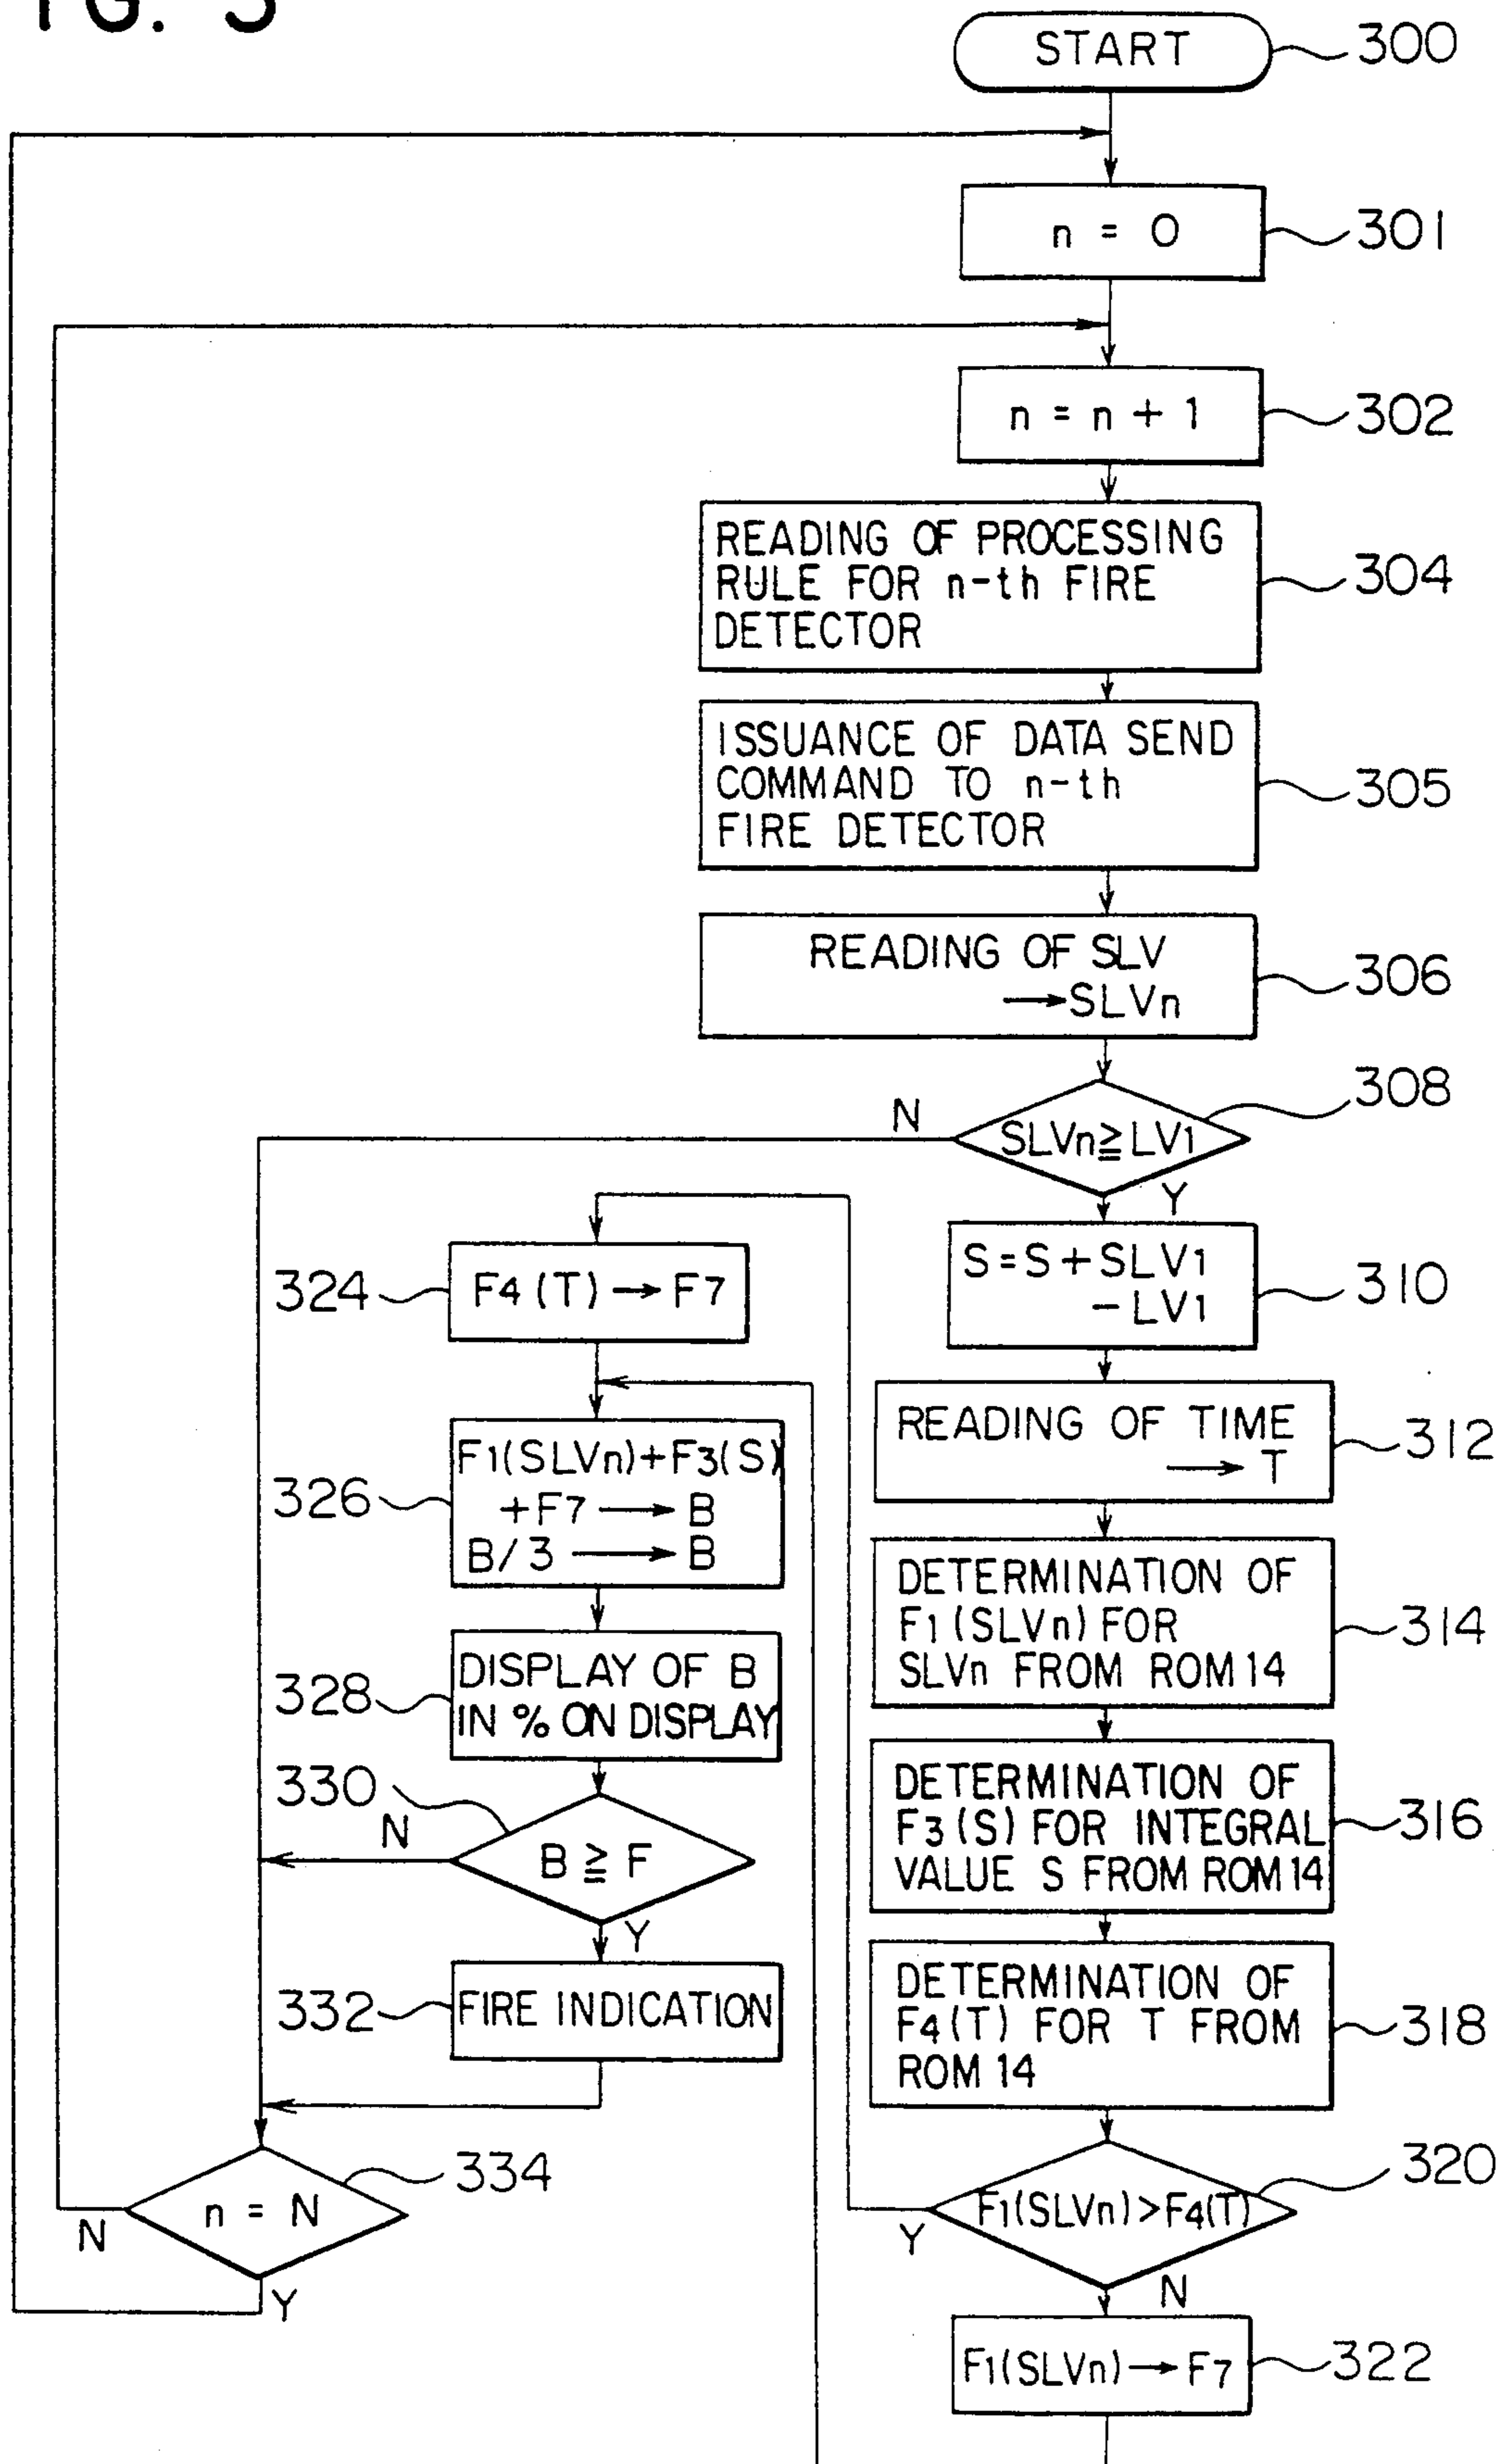 FIG. 3
START
300
n = 0
301
n = n + 1
302
READING OF PROCESSING
RULE FOR n-th FIRE
DETECTOR
304
ISSUANCE OF DATA SEND
COMMAND TO n-th
FIRE DETECTOR
305
READING OF SLV
→SLVn
306
308
N
SLVn≧LV1
Y
S=S+SLV1
-LV1
310
324
F4(T)→F7
READING OF TIME
→ T
312
326
F1(SLVn)+F3(S)
+F7 → B
B/3 → B
DETERMINATION OF
F1(SLVn) FOR
SLVn FROM ROM 14
314
328
DISPLAY OF B
IN % ON DISPLAY
DETERMINATION OF
F3(S) FOR INTEGRAL
VALUE S FROM ROM 14
316
330
N
B ≧ F
Y
332
FIRE INDICATION
DETERMINATION OF
F4(T) FOR T FROM
ROM 14
318
334
n = N
N
Y
320
F1(SLVn)>F4(T)
Y
N
F1(SLVn)→F7
322